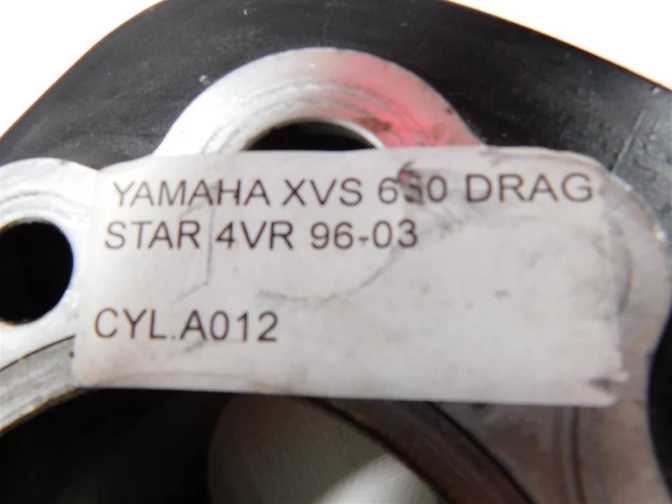 YAMAHA XVS 650 DRAG
STAR 4VR 96-03
CYL.A012